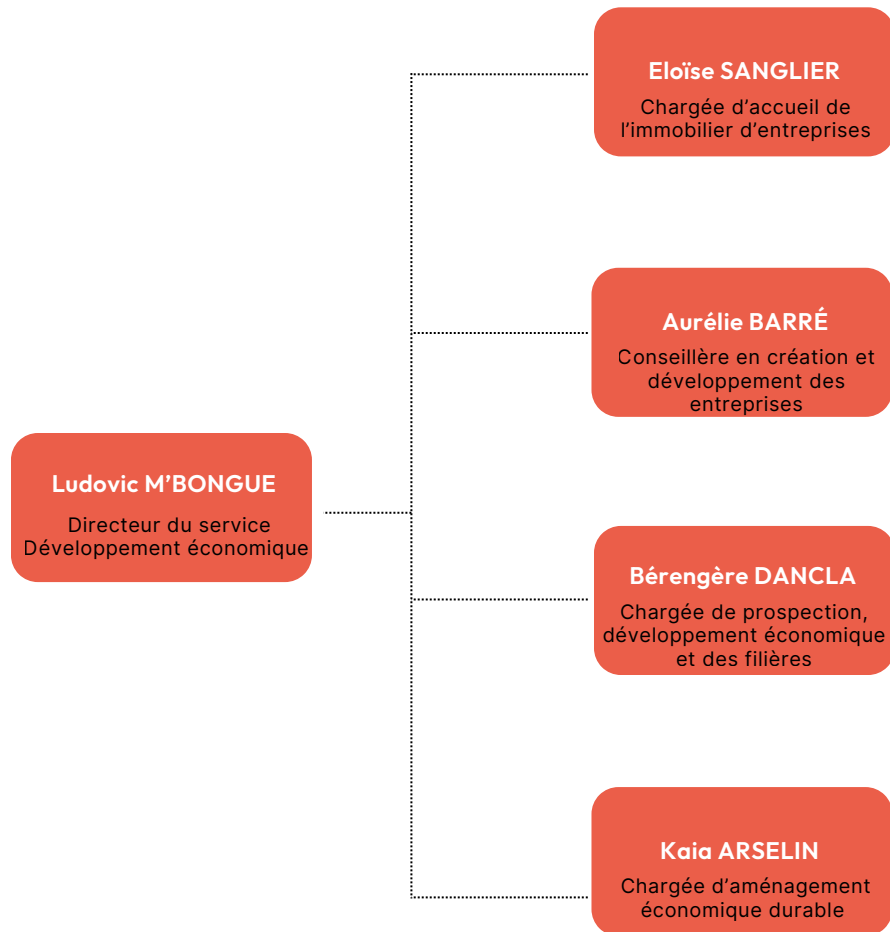 Eloïse SANGLIER
Chargée d’accueil de
l’immobilier d’entreprises
Aurélie BARRÉ
Conseillère en création et
développement des
entreprises
Ludovic M’BONGUE
Directeur du service
Développement économique
Bérengère DANCLA
Chargée de prospection,
développement économique
et des filières
Kaia ARSELIN
Chargée d’aménagement
économique durable